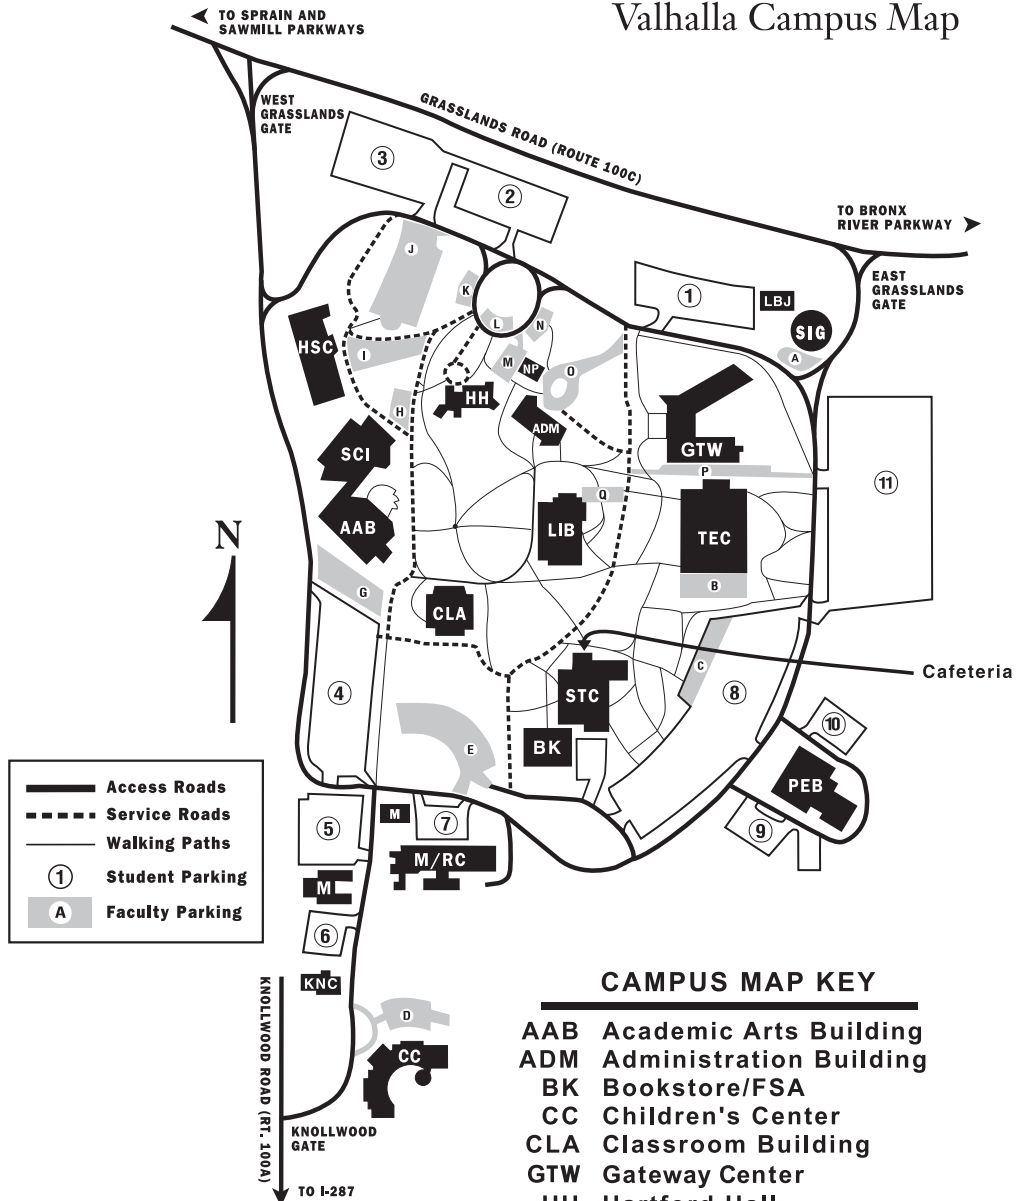 Valhalla Campus Map
TO SPRAIN AND
SAWMILL PARKWAYS
WEST
GRASSLANDS
GATE
GRASSLANDS ROAD (ROUTE 100C)
3
2
TO BRONX
RIVER PARKWAY
EAST
GRASSLANDS
GATE
J
K
1
LBJ
L
N
SIG
HSC
I
M
NP
O
A
H
HH
ADM
SCI
GTW
P
11
Q
AAB
LIB
TEC
N
G
B
CLA
C
Cafeteria
4
STC
8
10
E
BK
PEB
Access Roads
Service Roads
Walking Paths
1 Student Parking
A Faculty Parking
5
M
7
9
M/RC
M
6
KNC
D
CC
KNOLLWOOD ROAD (RT. 100A)
KNOLLWOOD
GATE
TO I-287
CAMPUS MAP KEY
AAB Academic Arts Building
ADM Administration Building
BK Bookstore/FSA
CC Children's Center
CLA Classroom Building
GTW Gateway Center
HH Hartford Hall